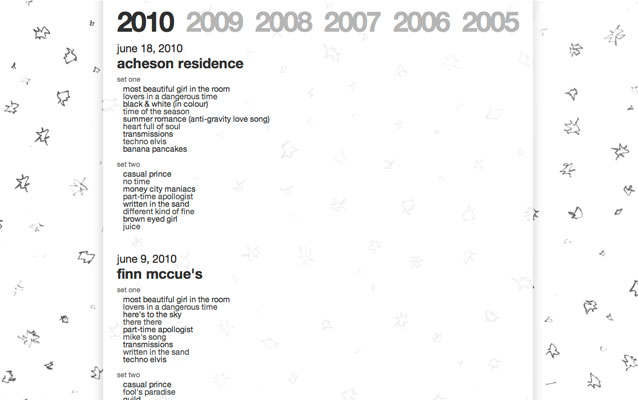 2010 2009 2008 2007 2006 2005
june 18, 2010
acheson residence
set one
most beautiful girl in the room
lovers in a dangerous time
black & white (in colour)
time of the season
summer romance (anti-gravity love song)
heart full of soul
transmissions
techno elvis
banana pancakes
set two
casual prince
no time
money city maniacs
part-time apollogist
written in the sand
different kind of fine
brown eyed girl
juice
june 9, 2010
finn mccue's
set one
most beautiful girl in the room
lovers in a dangerous time
here's to the sky
there there
part-time apollogist
mike's song
transmissions
written in the sand
techno elvis
set two
casual prince
fool's paradise
guild